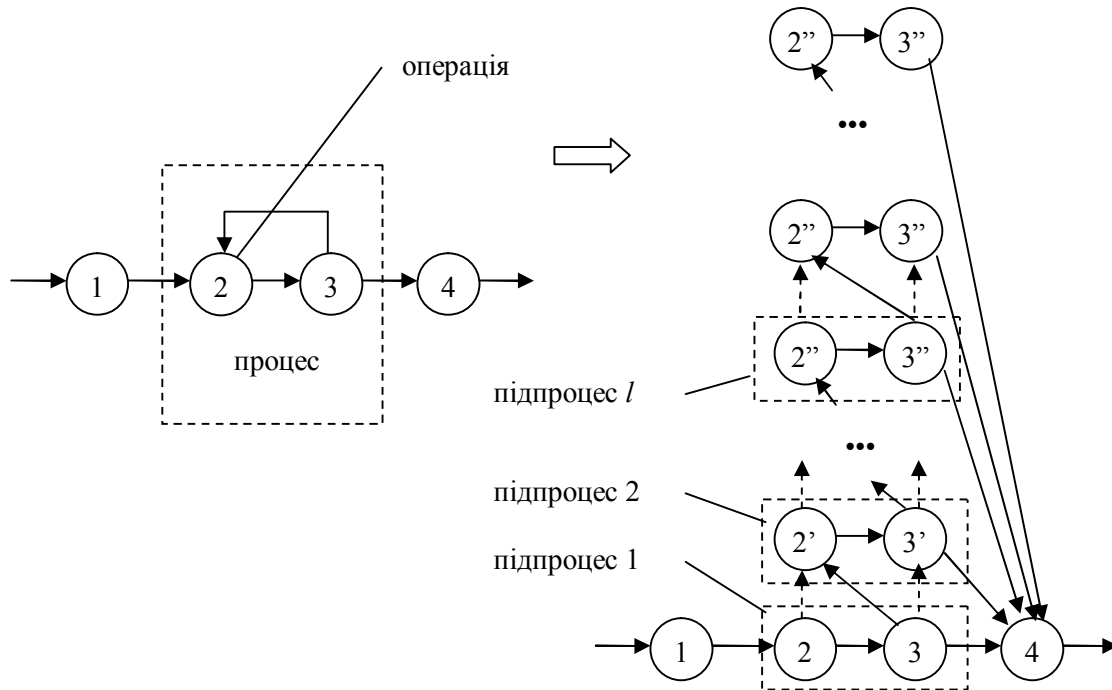 2” 3”
операція
•••
2” 3”
1 2 3 4
2” 3”
процес
підпроцес l
•••
підпроцес 2
2’ 3’
підпроцес 1
1 2 3 4